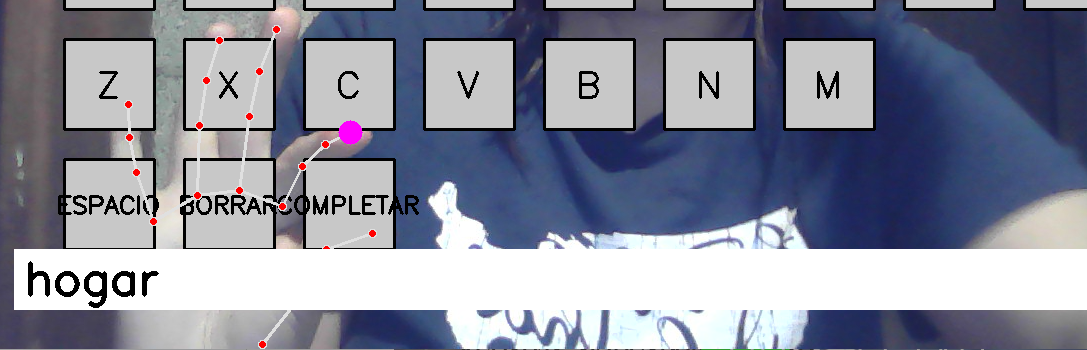 Z X C V B N M
ESPACIO BORRAR COMPLETAR
hogar